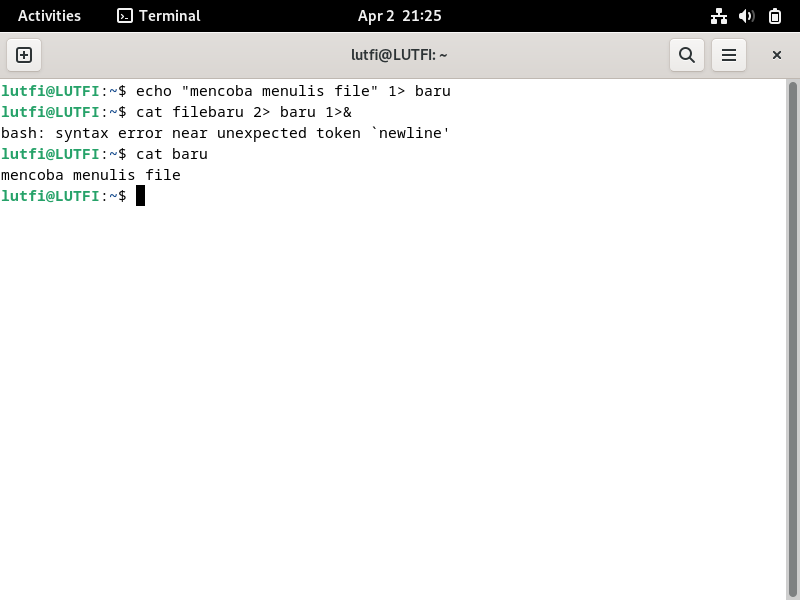 Activities Terminal Apr 2 21:25
lutfi@LUTFI: ~
lutfi@LUTFI:~$ echo "mencoba menulis file" 1> baru
lutfi@LUTFI:~$ cat filebaru 2> baru 1>&
bash: syntax error near unexpected token `newline'
lutfi@LUTFI:~$ cat baru
mencoba menulis file
lutfi@LUTFI:~$